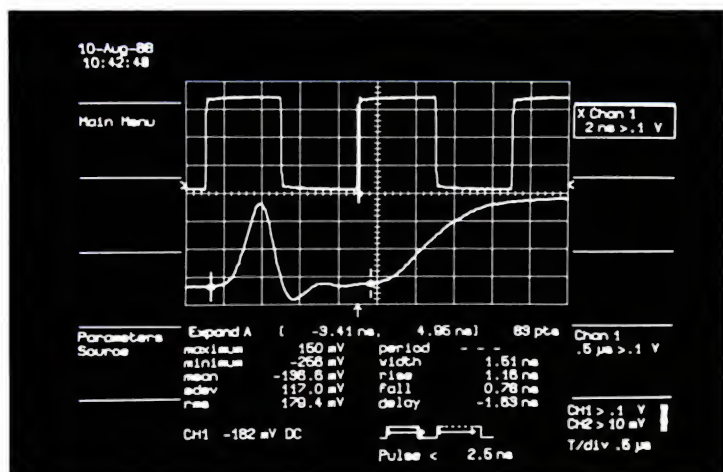 10-Aug-88
10:42:48
Main Menu
X Chan 1
2 ns > .1 V
Parameters
Source
Expand A [ -3.41 ns, 4.95 ns] 83 pts
maximum 150 mV period - - -
minimum -256 mV width 1.51 ns
mean -196.6 mV rise 1.16 ns
sdev 117.0 mV fall 0.78 ns
rms 179.4 mV delay -1.53 ns
Chan 1
.5 µs > .1 V
CH1 -182 mV DC
Pulse < 2.5 ns
CH1 > .1 V
CH2 > 10 mV
T/div .5 µs